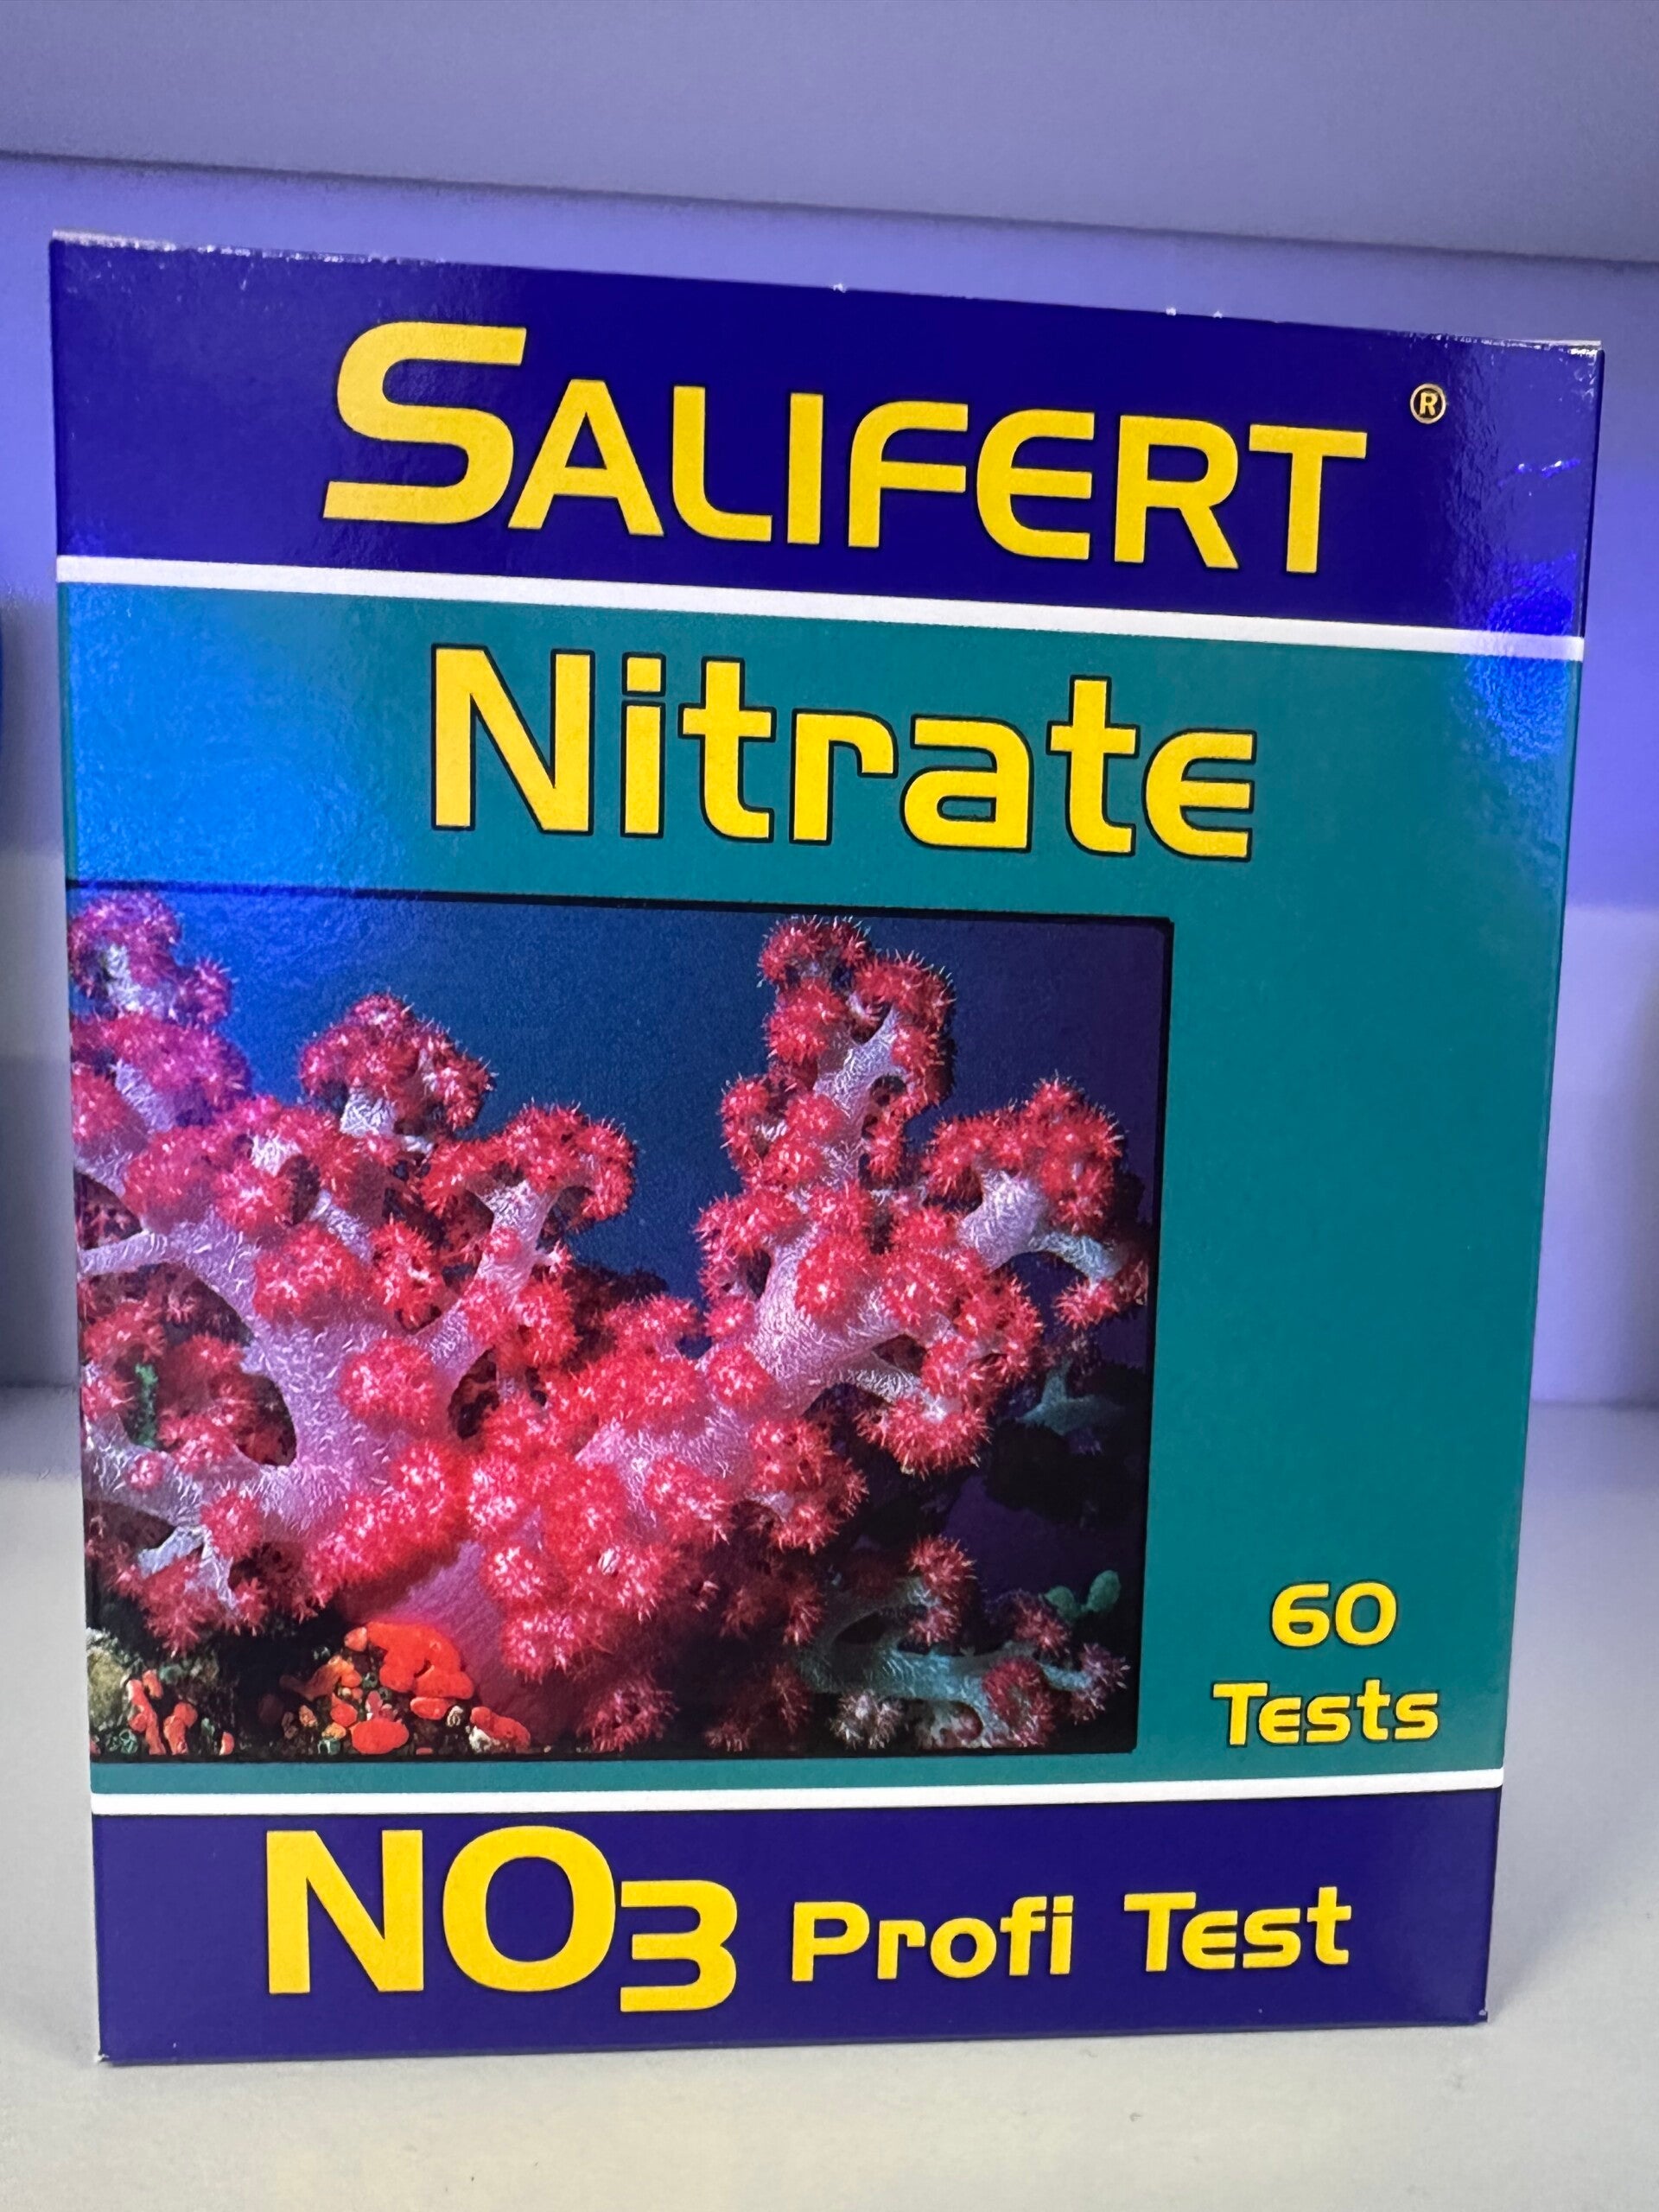 SALIFERT ®
Nitrate
60
Tests
NO3 Profi Test